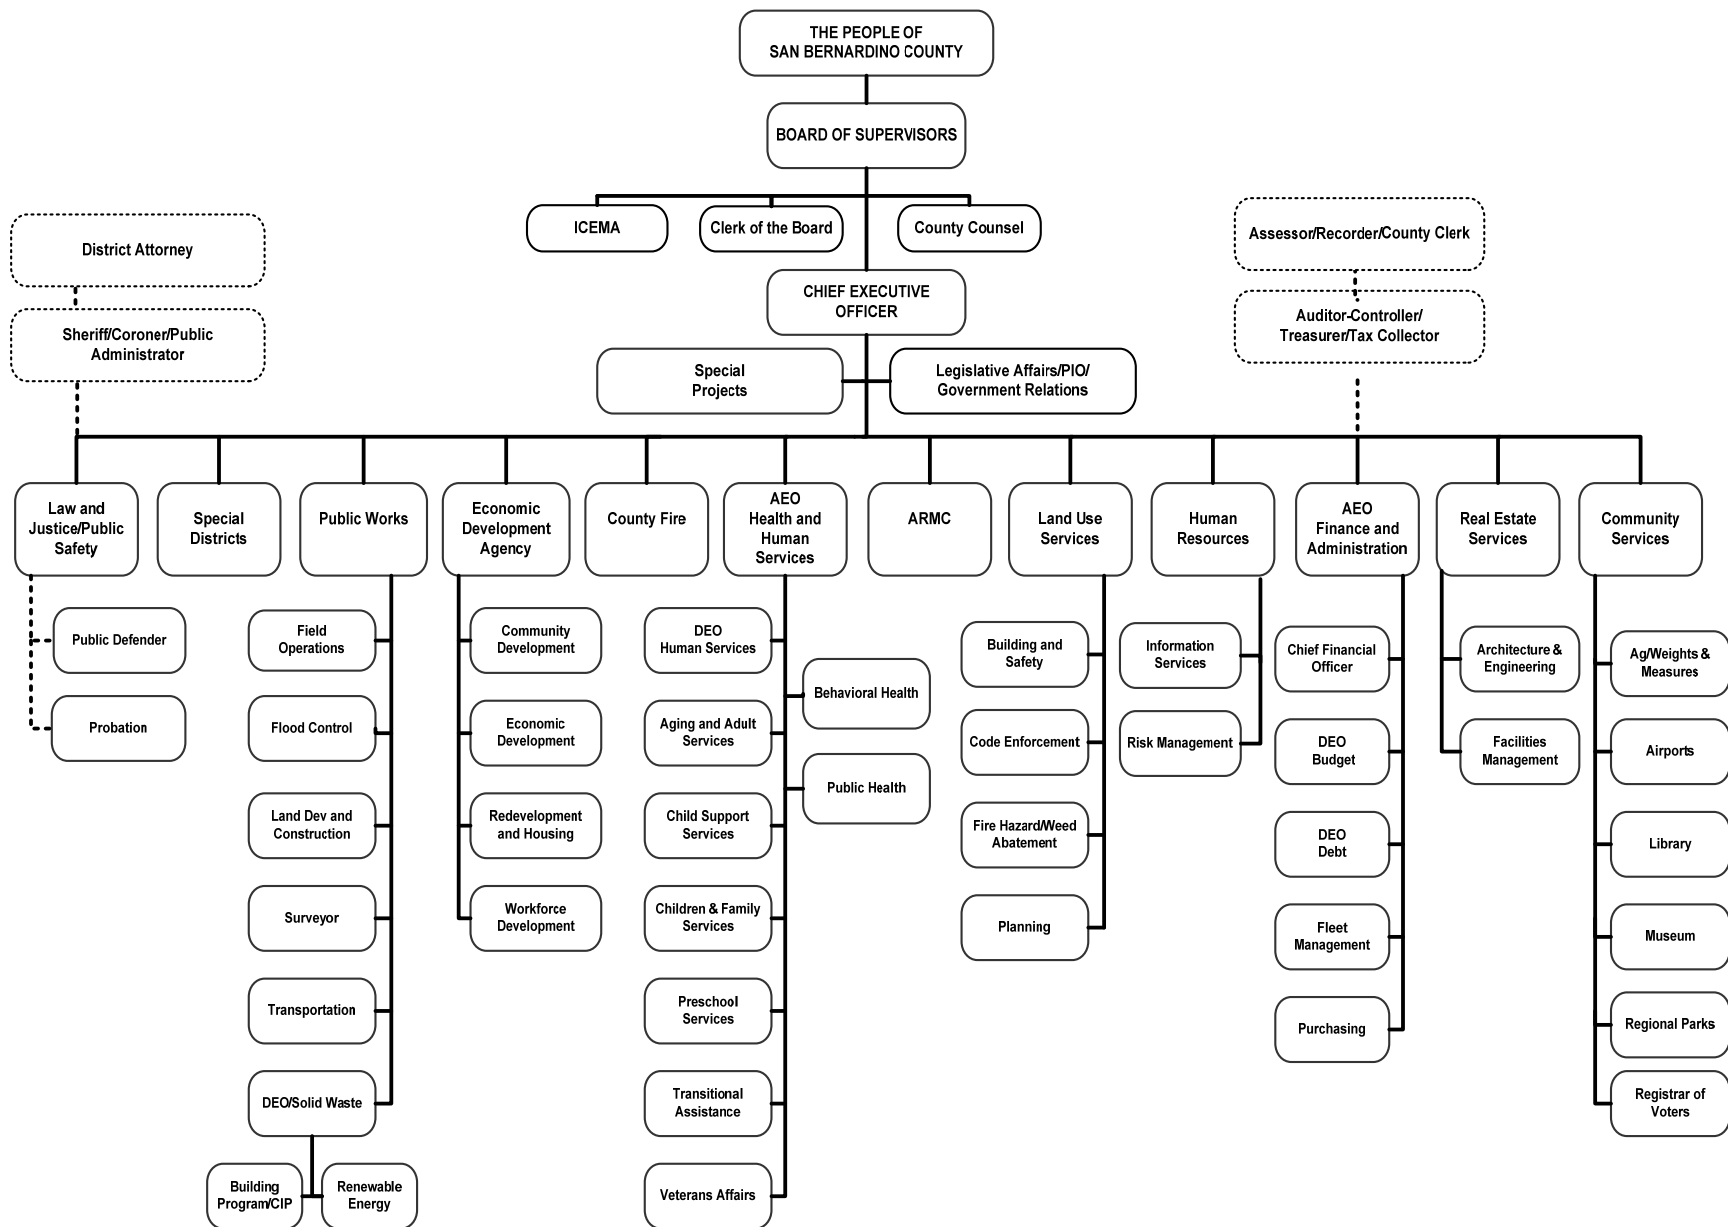 THE PEOPLE OF
SAN BERNARDINO COUNTY
BOARD OF SUPERVISORS
ICEMA
Clerk of the Board
County Counsel
District Attorney
Assessor/Recorder/County Clerk
CHIEF EXECUTIVE
OFFICER
Sheriff/Coroner/Public
Administrator
Auditor-Controller/
Treasurer/Tax Collector
Special
Projects
Legislative Affairs/PIO/
Government Relations
Law and
Justice/Public
Safety
Special
Districts
Public Works
Economic
Development
Agency
County Fire
AEO
Health and
Human
Services
ARMC
Land Use
Services
Human
Resources
AEO
Finance and
Administration
Real Estate
Services
Community
Services
Public Defender
Probation
Field
Operations
Flood Control
Land Dev and
Construction
Surveyor
Transportation
DEO/Solid Waste
Building
Program/CIP
Renewable
Energy
Community
Development
Economic
Development
Redevelopment
and Housing
Workforce
Development
DEO
Human Services
Aging and Adult
Services
Child Support
Services
Children & Family
Services
Preschool
Services
Transitional
Assistance
Veterans Affairs
Behavioral Health
Public Health
Building and
Safety
Code Enforcement
Fire Hazard/Weed
Abatement
Planning
Information
Services
Risk Management
Chief Financial
Officer
DEO
Budget
DEO
Debt
Fleet
Management
Purchasing
Architecture &
Engineering
Facilities
Management
Ag/Weights &
Measures
Airports
Library
Museum
Regional Parks
Registrar of
Voters